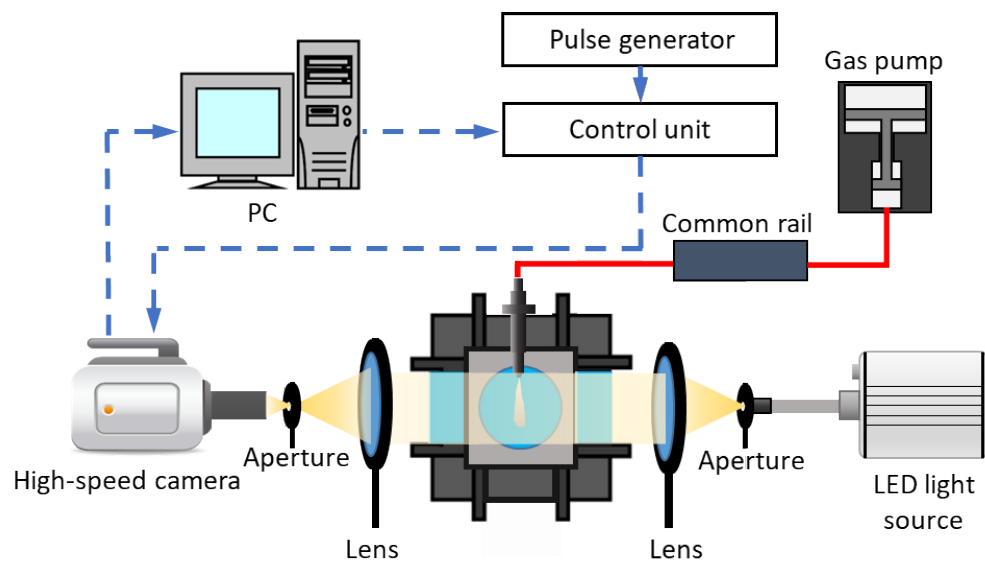 Pulse generator
Gas pump
Control unit
PC
Common rail
Aperture
Aperture
High-speed camera
LED light
source
Lens
Lens